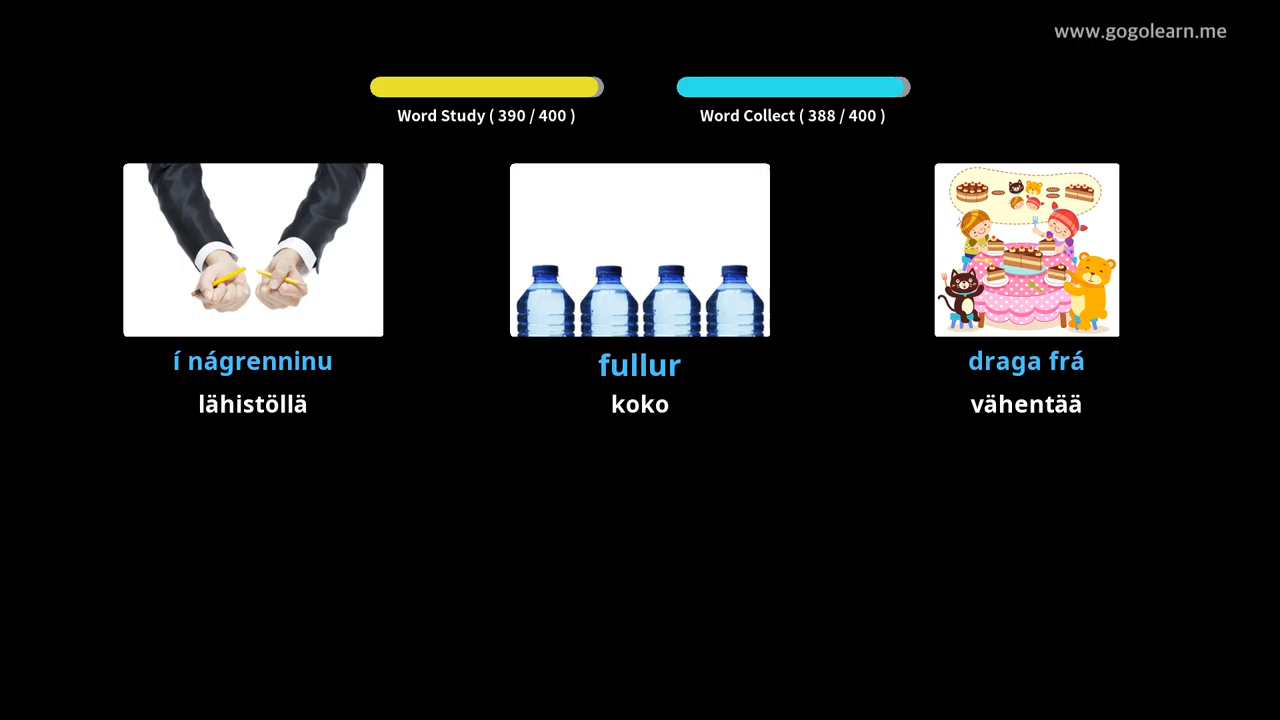 www.gogolearn.me
Word Study ( 390 / 400 )
Word Collect ( 388 / 400 )
í nágrenninu
fullur
draga frá
lähistöllä
koko
vähentää